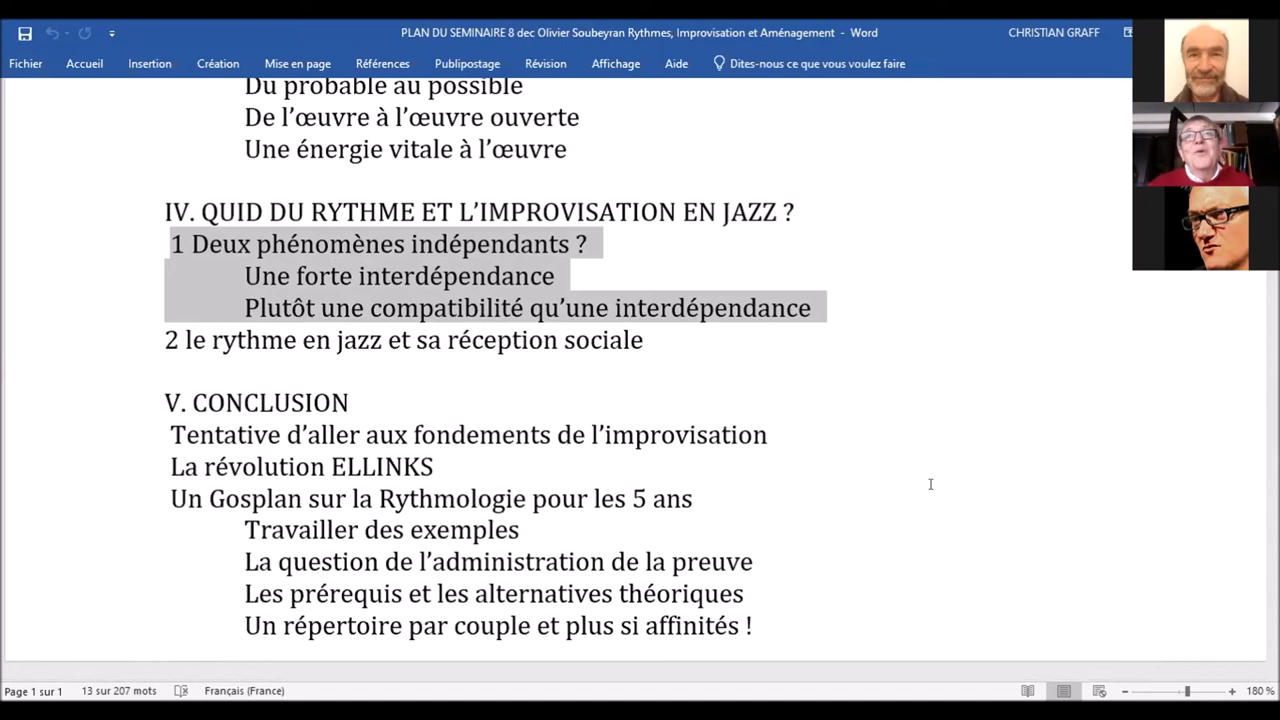 PLAN DU SEMINAIRE 8 dec Olivier Soubeyran Rythmes, Improvisation et Aménagement - Word
CHRISTIAN GRAFF
Fichier Accueil Insertion Création Mise en page Références Publipostage Révision Affichage Aide Dites-nous ce que vous voulez faire
Du probable au possible
De l'œuvre à l'œuvre ouverte
Une énergie vitale à l'œuvre
IV. QUID DU RYTHME ET L'IMPROVISATION EN JAZZ ?
1 Deux phénomènes indépendants ?
Une forte interdépendance
Plutôt une compatibilité qu'une interdépendance
2 le rythme en jazz et sa réception sociale
V. CONCLUSION
Tentative d'aller aux fondements de l'improvisation
La révolution ELLINKS
Un Gosplan sur la Rythmologie pour les 5 ans
Travailler des exemples
La question de l'administration de la preuve
Les prérequis et les alternatives théoriques
Un répertoire par couple et plus si affinités !
Page 1 sur 1 13 sur 207 mots Français (France) 180 %